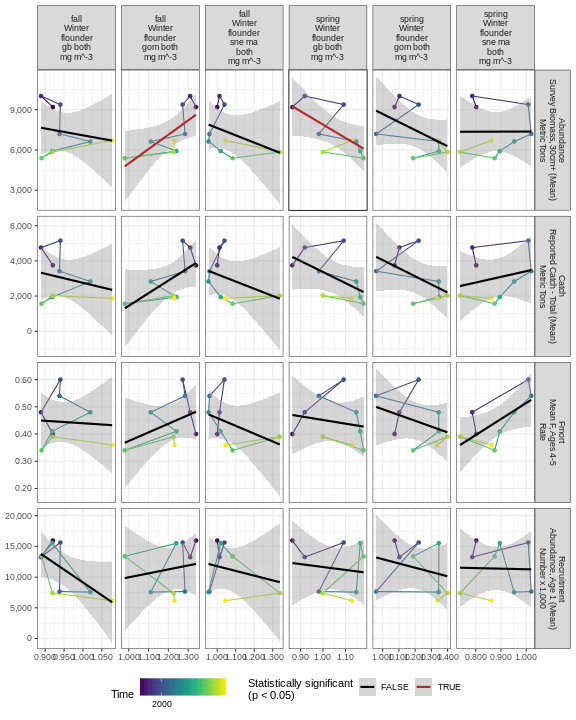 fall
Winter
flounder
gb both
mg m^-3
fall
Winter
flounder
gom both
mg m^-3
fall
Winter
flounder
sne ma
both
mg m^-3
spring
Winter
flounder
gb both
mg m^-3
spring
Winter
flounder
gom both
mg m^-3
spring
Winter
flounder
sne ma
both
mg m^-3
9,000
6,000
3,000
Abundance
Survey Biomass, 30cm+ (Mean)
Metric Tons
6,000
4,000
2,000
0
Catch
Reported Catch - Total (Mean)
Metric Tons
0.60
0.50
0.40
0.30
0.20
Fmort
Mean F, Ages 4-5
Rate
20,000
15,000
10,000
5,000
0
Recruitment
Abundance, Age 1 (Mean)
Number x 1,000
0.900 0.950 1.000 1.050
1.000 1.100 1.200 1.300
1.000 1.100 1.200 1.300
0.90 1.00 1.10
1.000 1.100 1.200 1.300 1.400
0.800 0.900 1.000
Time
2000
Statistically significant
(p < 0.05)
FALSE
TRUE